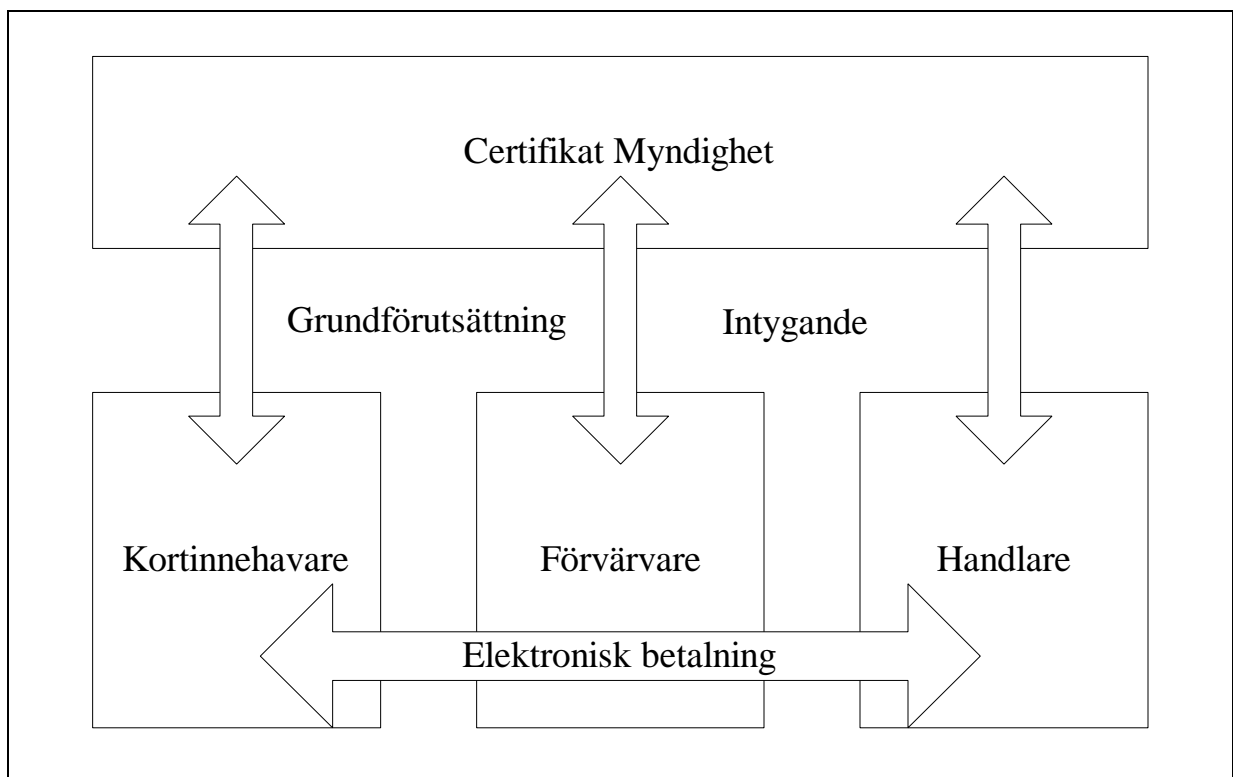 Certifikat Myndighet
Grundförutsättning
Intygande
Kortinnehavare
Förvärvare
Handlare
Elektronisk betalning